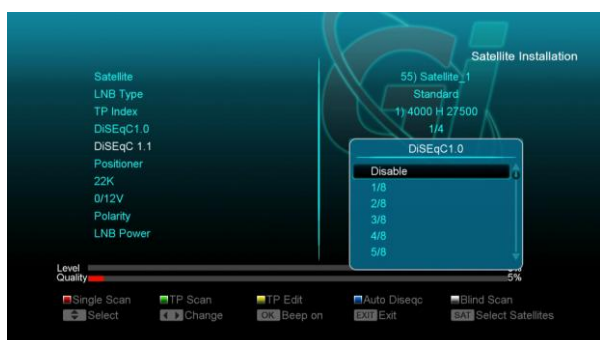 Satellite Installation
Satellite 55) Satellite_1
LNB Type Standard
TP Index 1) 4000 H 27500
DiSEqC1.0 1/4
DiSEqC 1.1
Positioner
22K
0/12V
Polarity
LNB Power
DiSEqC1.0
Disable
1/8
2/8
3/8
4/8
5/8
Level
Quality 5%
Single Scan TP Scan TP Edit Auto Diseqc Blind Scan
Select Change OK Beep on EXIT Exit SAT Select Satellites